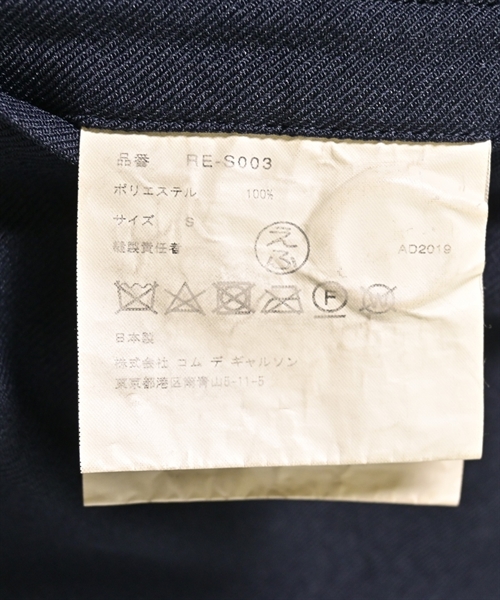 品番 RE-S003
ポリエステル 100%
サイズ S
縫製責任者 えふ AD2019
F W
日本製
株式会社 コム デ ギャルソン
東京都港区南青山5-11-5